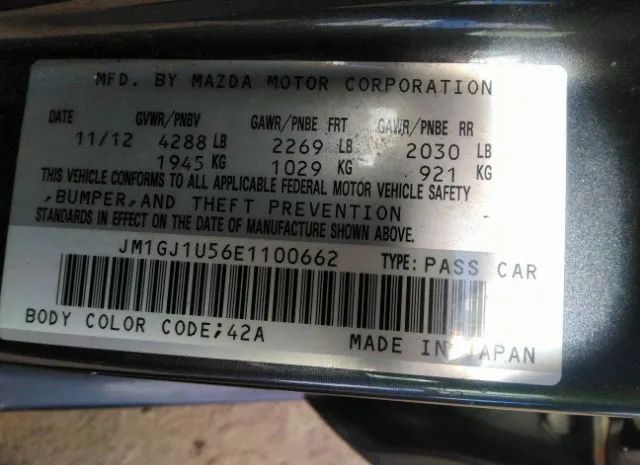 MFD. BY MAZDA MOTOR CORPORATION
DATE GVWR/PNBV GAWR/PNBE FRT GAWR/PNBE RR
11/12 4288 LB 2269 LB 2030 LB
1945 KG 1029 KG 921 KG
THIS VEHICLE CONFORMS TO ALL APPLICABLE FEDERAL MOTOR VEHICLE SAFETY
,BUMPER,AND THEFT PREVENTION
STANDARDS IN EFFECT ON THE DATE OF MANUFACTURE SHOWN ABOVE.
JM1GJ1U56E1100662 TYPE: PASS CAR
BODY COLOR CODE;42A MADE IN JAPAN